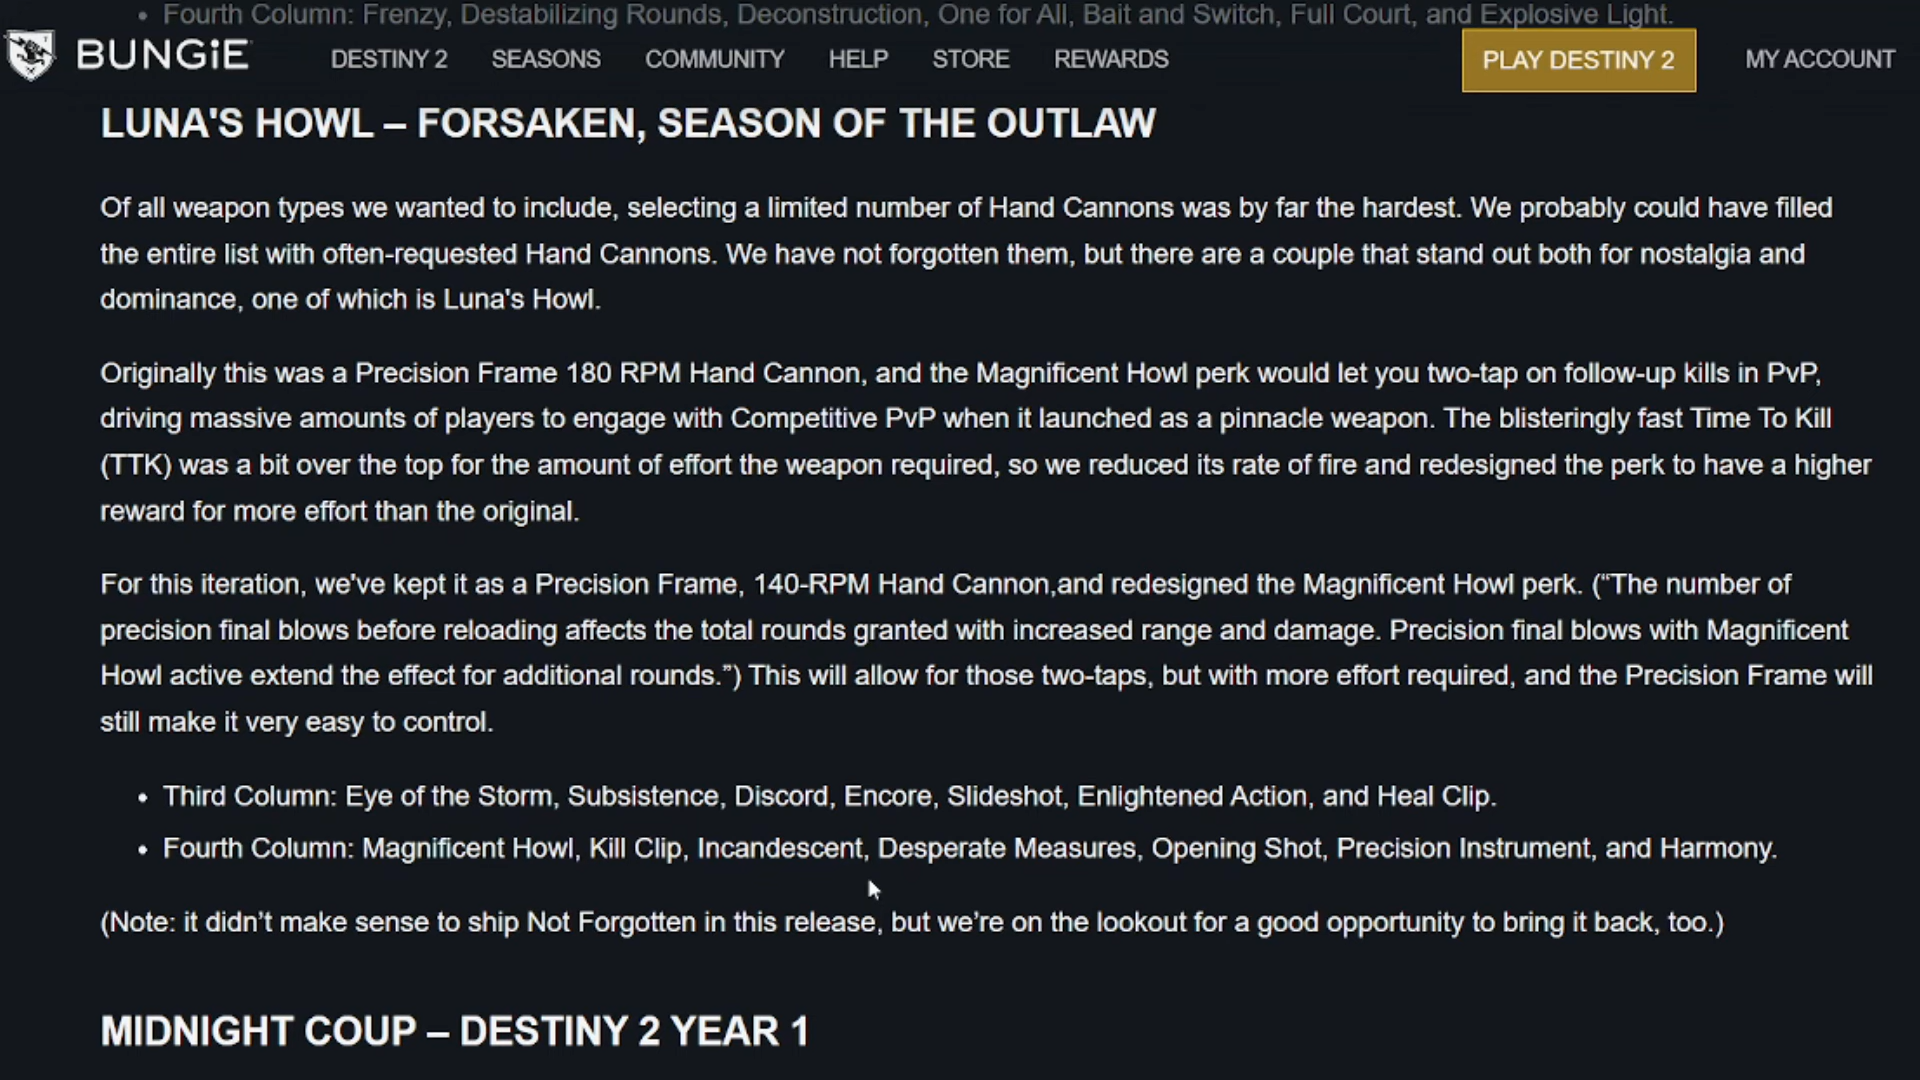 • Fourth Column: Frenzy, Destabilizing Rounds, Deconstruction, One for All, Bait and Switch, Full Court, and Explosive Light.
BUNGiE DESTINY 2 SEASONS COMMUNITY HELP STORE REWARDS PLAY DESTINY 2 MY ACCOUNT
LUNA'S HOWL – FORSAKEN, SEASON OF THE OUTLAW
Of all weapon types we wanted to include, selecting a limited number of Hand Cannons was by far the hardest. We probably could have filled
the entire list with often-requested Hand Cannons. We have not forgotten them, but there are a couple that stand out both for nostalgia and
dominance, one of which is Luna's Howl.
Originally this was a Precision Frame 180 RPM Hand Cannon, and the Magnificent Howl perk would let you two-tap on follow-up kills in PvP,
driving massive amounts of players to engage with Competitive PvP when it launched as a pinnacle weapon. The blisteringly fast Time To Kill
(TTK) was a bit over the top for the amount of effort the weapon required, so we reduced its rate of fire and redesigned the perk to have a higher
reward for more effort than the original.
For this iteration, we've kept it as a Precision Frame, 140-RPM Hand Cannon,and redesigned the Magnificent Howl perk. (“The number of
precision final blows before reloading affects the total rounds granted with increased range and damage. Precision final blows with Magnificent
Howl active extend the effect for additional rounds.”) This will allow for those two-taps, but with more effort required, and the Precision Frame will
still make it very easy to control.
• Third Column: Eye of the Storm, Subsistence, Discord, Encore, Slideshot, Enlightened Action, and Heal Clip.
• Fourth Column: Magnificent Howl, Kill Clip, Incandescent, Desperate Measures, Opening Shot, Precision Instrument, and Harmony.
(Note: it didn’t make sense to ship Not Forgotten in this release, but we’re on the lookout for a good opportunity to bring it back, too.)
MIDNIGHT COUP – DESTINY 2 YEAR 1